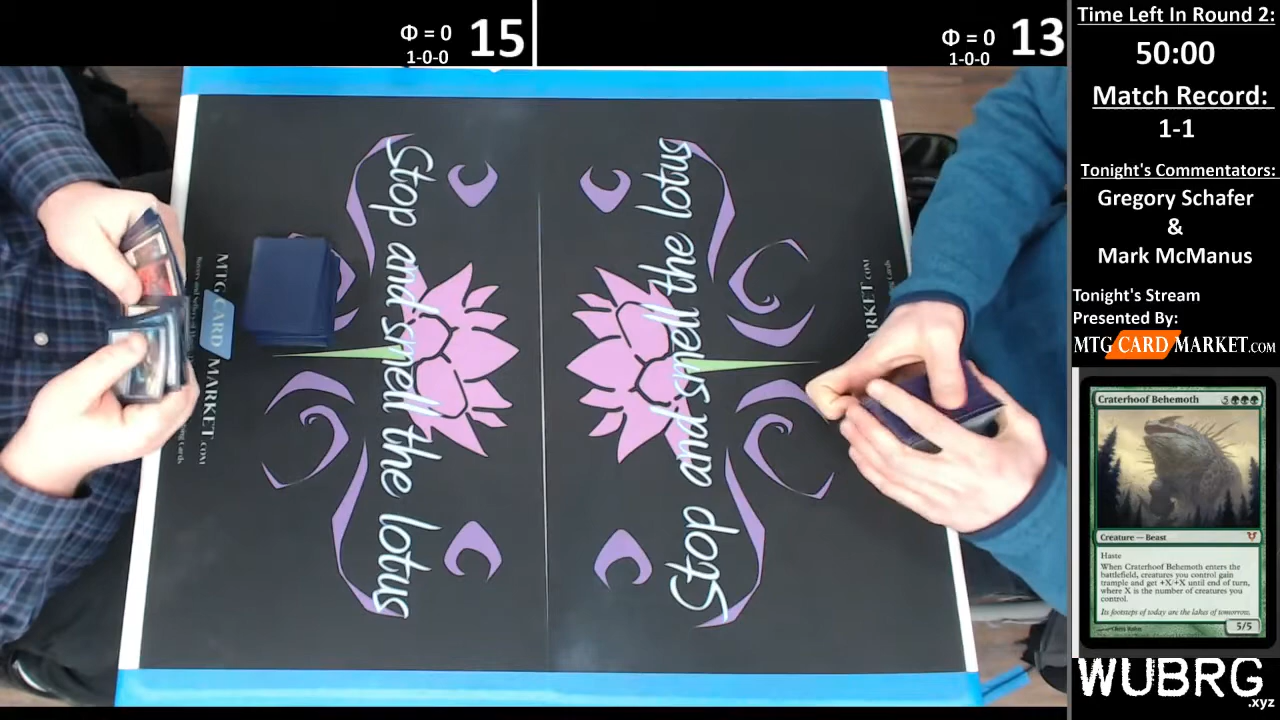 Φ = 0
1-0-0
15
Φ = 0
1-0-0
13
Time Left In Round 2:
50:00
Match Record:
1-1
Tonight's Commentators:
Gregory Schafer
&
Mark McManus
Tonight's Stream
Presented By:
MTG CARD MARKET.COM
Craterhoof Behemoth 5
Creature — Beast
Haste
When Craterhoof Behemoth enters the
battlefield, creatures you control gain
trample and get +X/+X until end of turn,
where X is the number of creatures you
control.
Its footsteps of today are the lakes of tomorrow.
5/5
WUBRG
.xyz
Stop and smell the lotus
Stop and smell the lotus
MTG CARD MARKET.COM
RKET.COM